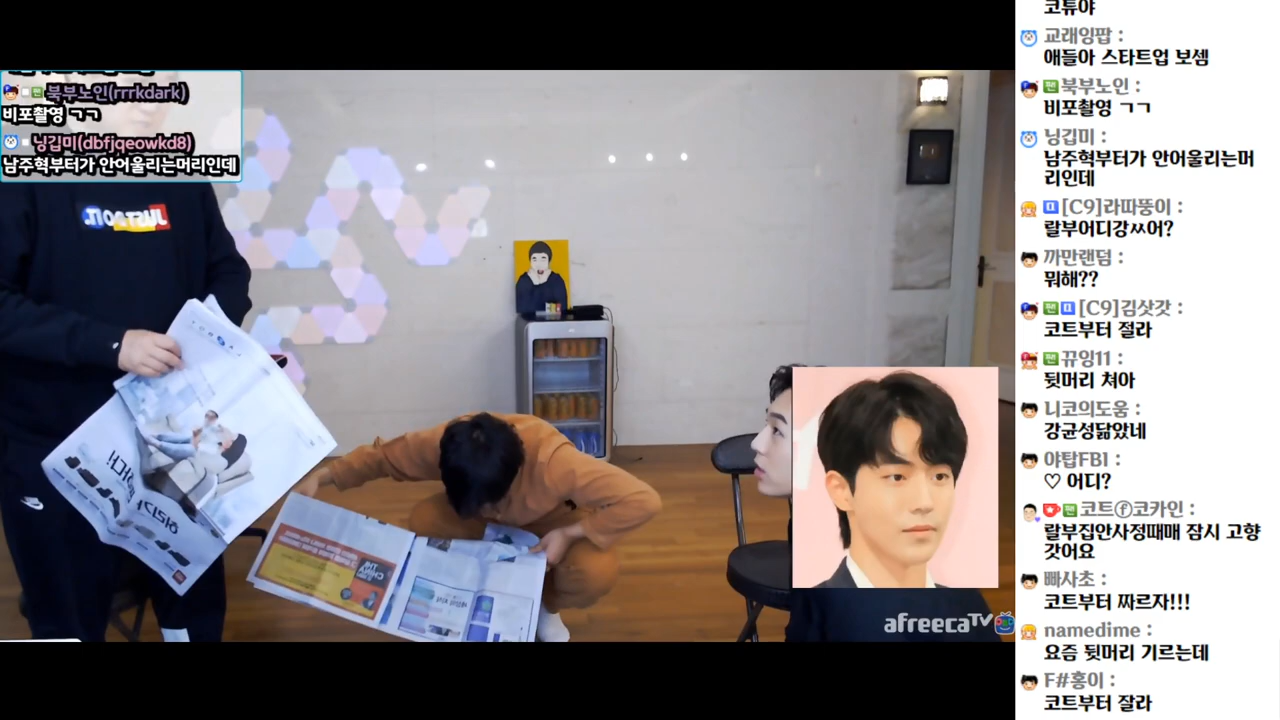 북부노인(rrrkdark)
비포촬영 ㄱㄱ
닝깁미(dbfjqeowkd8)
남주혁부터가 안어울리는머리인데
afreecaTV
코튜야
교래잉팝 :
애들아 스타트업 보셈
북부노인 :
비포촬영 ㄱㄱ
닝깁미 :
남주혁부터가 안어울리는머
리인데
[C9]라따뚱이 :
랄부어디강ㅆ어?
까만랜덤 :
뭐해??
[C9]김삿갓 :
코트부터 절라
뀨잉11 :
뒷머리 쳐아
니코의도움 :
강균성닮았네
야탑FBI :
♡ 어디?
코트ⓕ코카인 :
랄부집안사정때매 잠시 고향
갓어요
빠사초 :
코트부터 짜르자!!!
namedime :
요즘 뒷머리 기르는데
F#홍이 :
코트부터 잘라